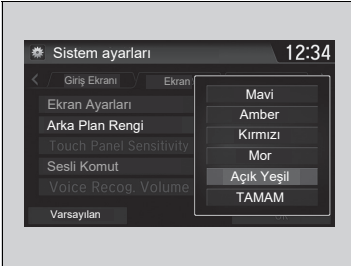 Sistem ayarları 12:34
Giriş Ekranı Ekran
Ekran Ayarları
Arka Plan Rengi
Touch Panel Sensitivity
Sesli Komut
Voice Recog. Volume
Varsayılan
Mavi
Amber
Kırmızı
Mor
Açık Yeşil
TAMAM